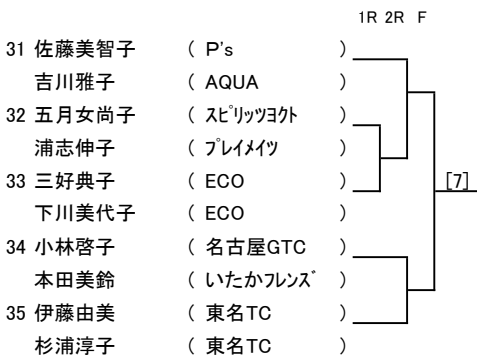 1R 2R F
31 佐藤美智子 ( P's )
吉川雅子 ( AQUA )
32 五月女尚子 ( ｽﾋﾟﾘｯﾂﾖｸﾄ )
浦志伸子 ( ﾌﾟﾚｲﾒｲﾂ )
33 三好典子 ( ECO ) [7]
下川美代子 ( ECO )
34 小林啓子 ( 名古屋GTC )
本田美鈴 ( いたかﾌﾚﾝｽﾞ )
35 伊藤由美 ( 東名TC )
杉浦淳子 ( 東名TC )